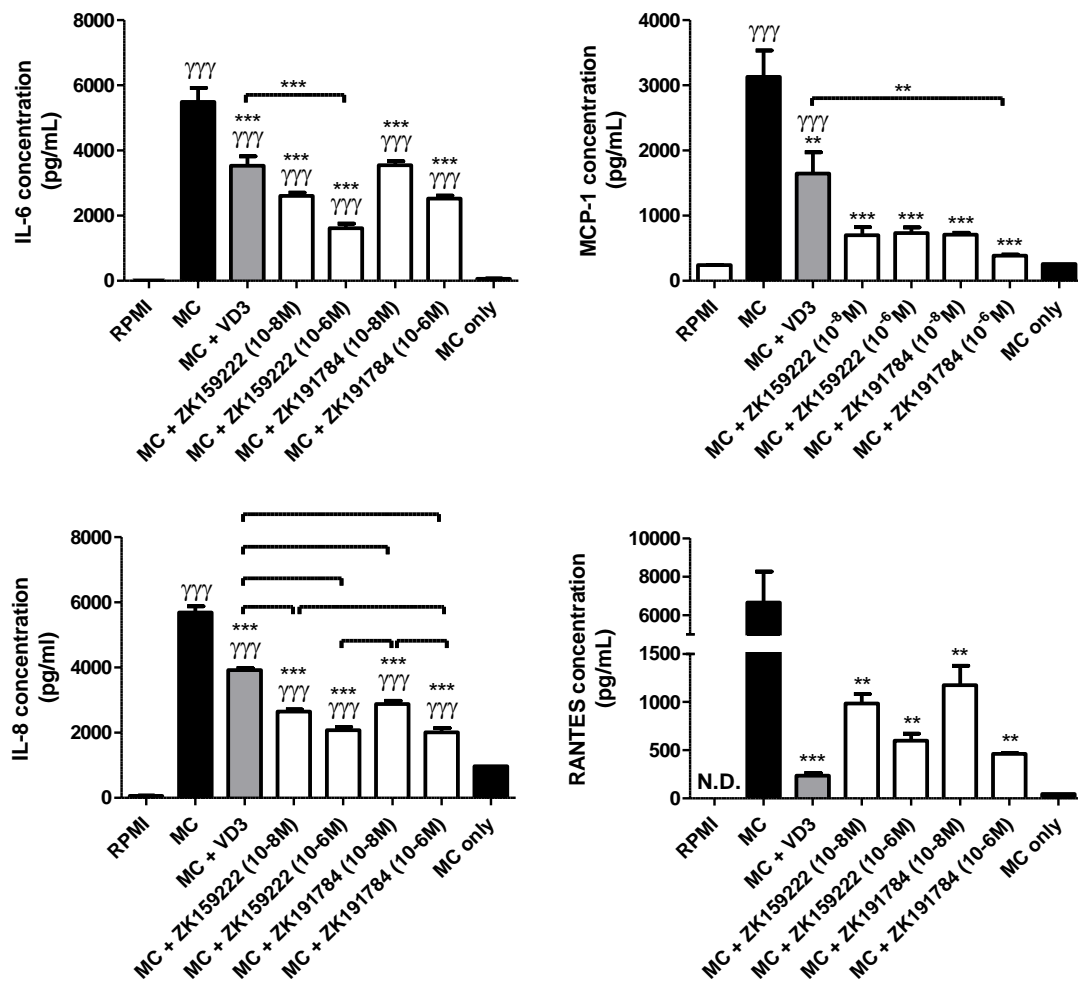 IL-6 concentration
(pg/mL)
8000
6000
4000
2000
0
γγγ
***
γγγ
***
***
γγγ
***
γγγ
***
γγγ
***
γγγ
RPMI
MC
MC + VD3
MC + ZK159222 (10-8M)
MC + ZK159222 (10-6M)
MC + ZK191784 (10-8M)
MC + ZK191784 (10-6M)
MC only
MCP-1 concentration
(pg/mL)
4000
3000
2000
1000
0
γγγ
γγγ
**
**
***
***
***
***
RPMI
MC
MC + VD3
MC + ZK159222 (10⁻⁸M)
MC + ZK159222 (10⁻⁶M)
MC + ZK191784 (10⁻⁸M)
MC + ZK191784 (10⁻⁶M)
MC only
IL-8 concentration
(pg/ml)
8000
6000
4000
2000
0
γγγ
***
γγγ
***
γγγ
***
γγγ
***
γγγ
***
γγγ
RPMI
MC
MC + VD3
MC + ZK159222 (10-8M)
MC + ZK159222 (10-6M)
MC + ZK191784 (10-8M)
MC + ZK191784 (10-6M)
MC only
RANTES concentration
(pg/mL)
10000
8000
6000
4000
1500
1000
500
0
N.D.
***
**
**
**
**
RPMI
MC
MC + VD3
MC + ZK159222 (10-8M)
MC + ZK159222 (10-6M)
MC + ZK191784 (10-8M)
MC + ZK191784 (10-6M)
MC only